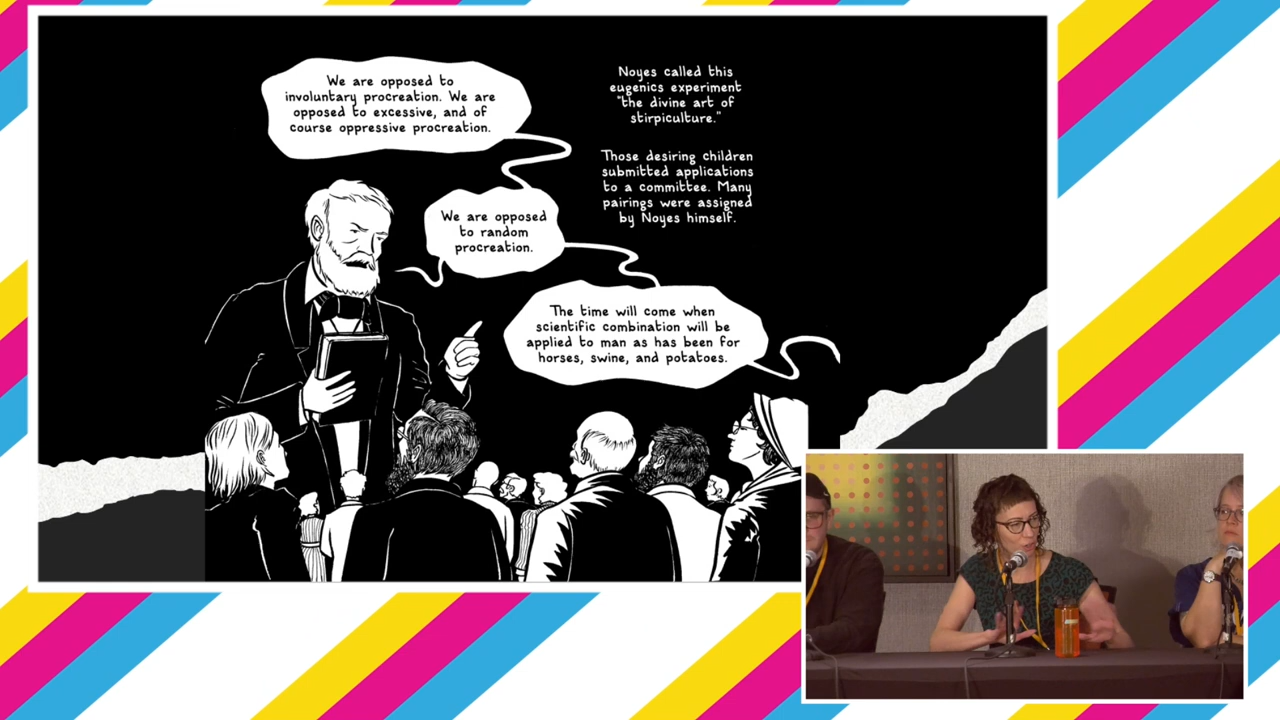 We are opposed to
involuntary procreation. We are
opposed to excessive, and of
course oppressive procreation.
Noyes called this
eugenics experiment
"the divine art of
stirpiculture."
Those desiring children
submitted applications
to a committee. Many
pairings were assigned
by Noyes himself.
We are opposed
to random
procreation.
The time will come when
scientific combination will be
applied to man as has been for
horses, swine, and potatoes.